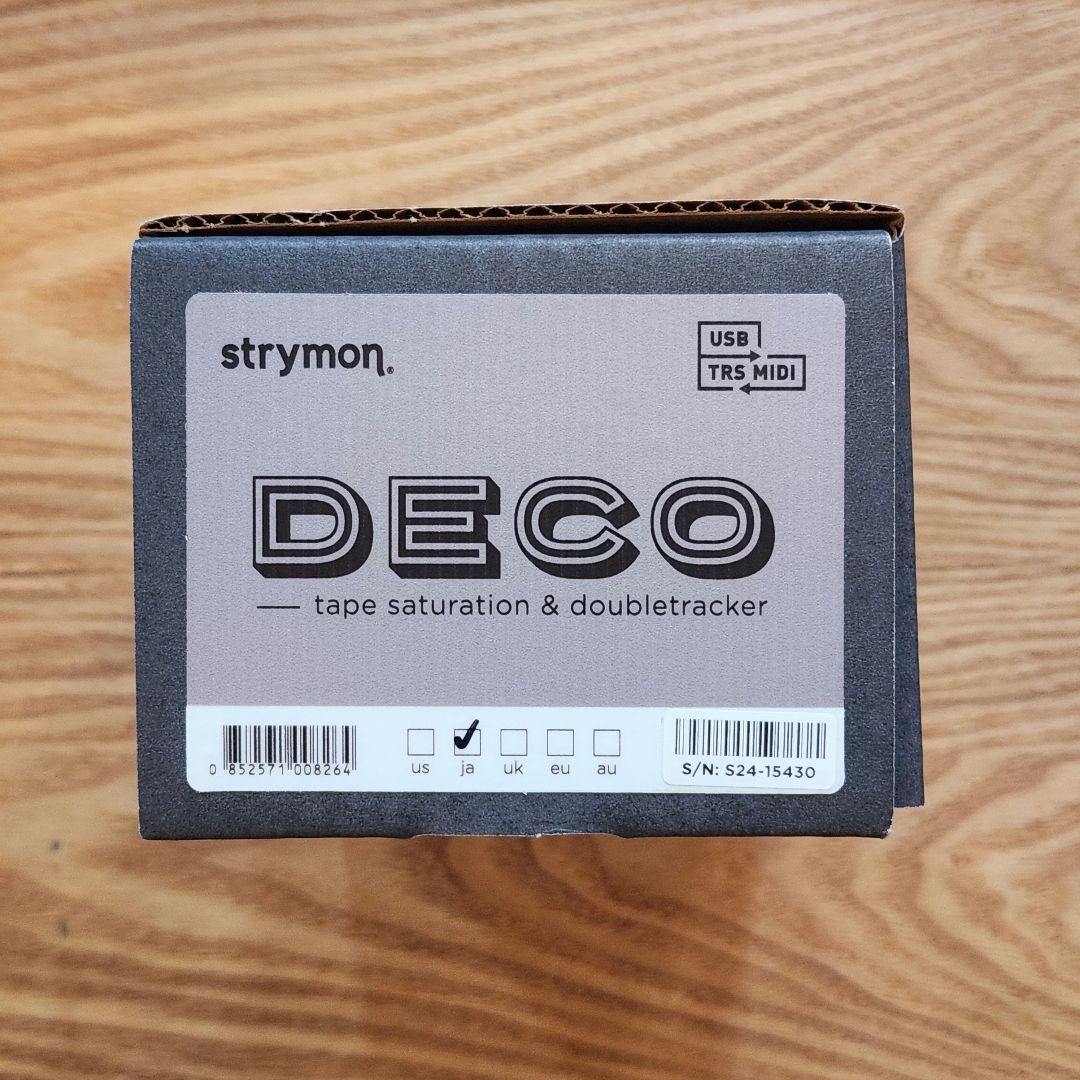 strymon®
USB
TRS MIDI
DECO
tape saturation & doubletracker
0 852571 008264
us ja uk eu au
S/N: S24-15430